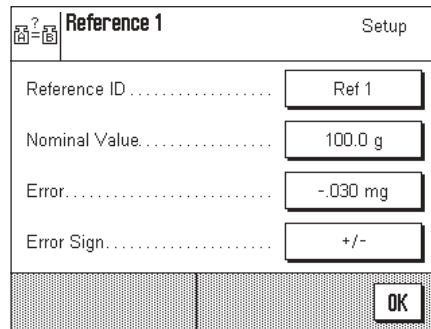 A ?= B Reference 1 Setup
Reference ID.................. Ref 1
Nominal Value................. 100.0 g
Error......................... -.030 mg
Error Sign.................... +/-
OK